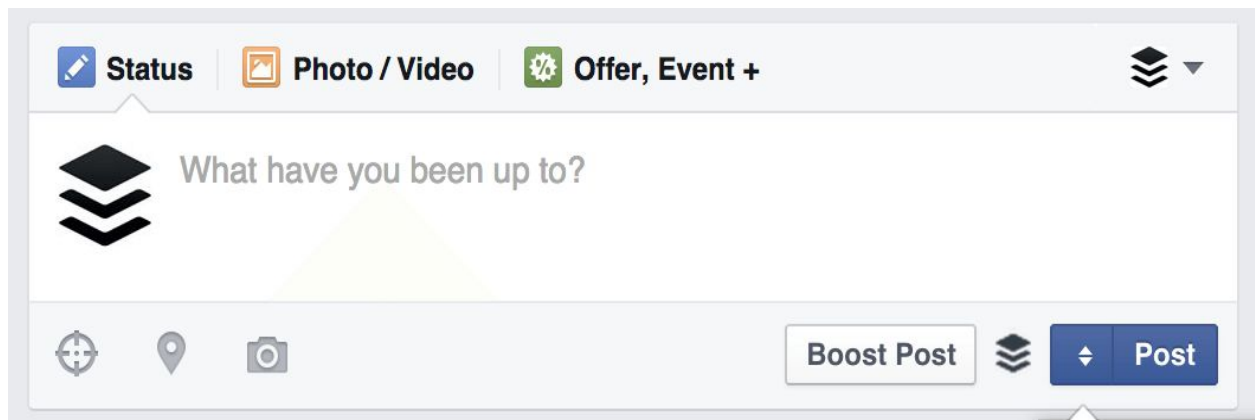 Status Photo / Video Offer, Event +
What have you been up to?
Boost Post Post